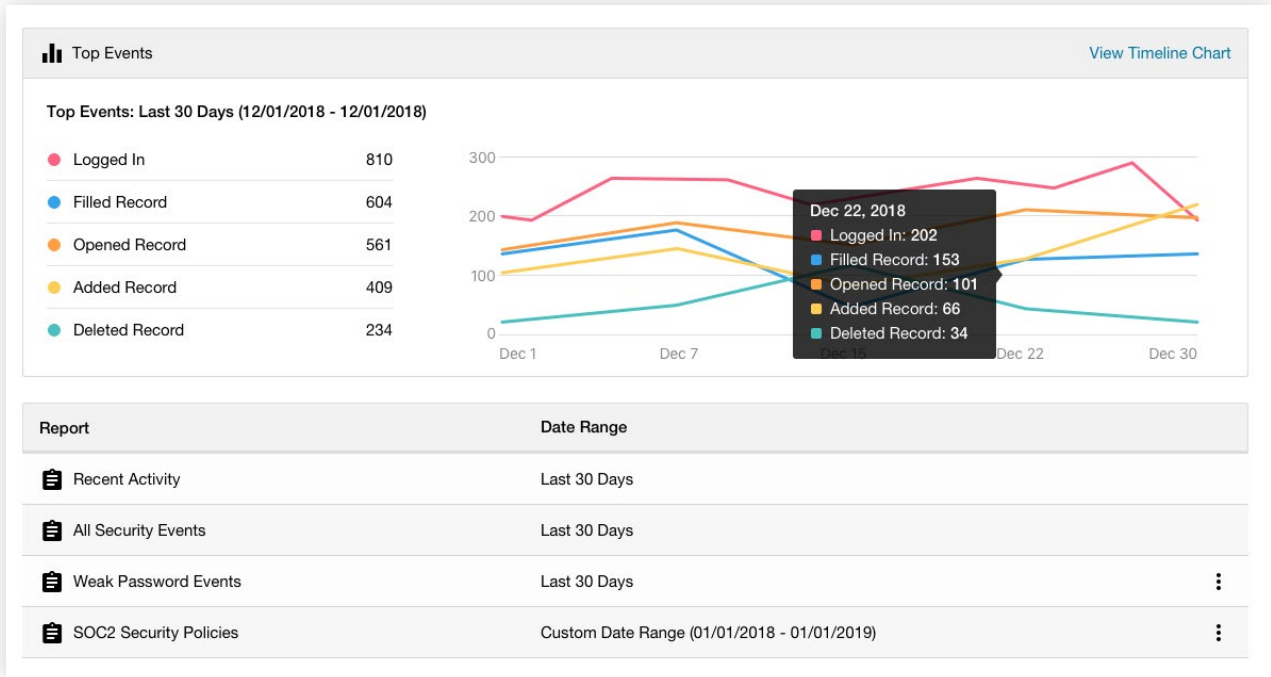 Top Events
View Timeline Chart
Top Events: Last 30 Days (12/01/2018 - 12/01/2018)
Logged In 810
Filled Record 604
Opened Record 561
Added Record 409
Deleted Record 234
300
200
100
0
Dec 1 Dec 7 Dec 15 Dec 22 Dec 30
Dec 22, 2018
Logged In: 202
Filled Record: 153
Opened Record: 101
Added Record: 66
Deleted Record: 34
Report Date Range
Recent Activity Last 30 Days
All Security Events Last 30 Days
Weak Password Events Last 30 Days
SOC2 Security Policies Custom Date Range (01/01/2018 - 01/01/2019)